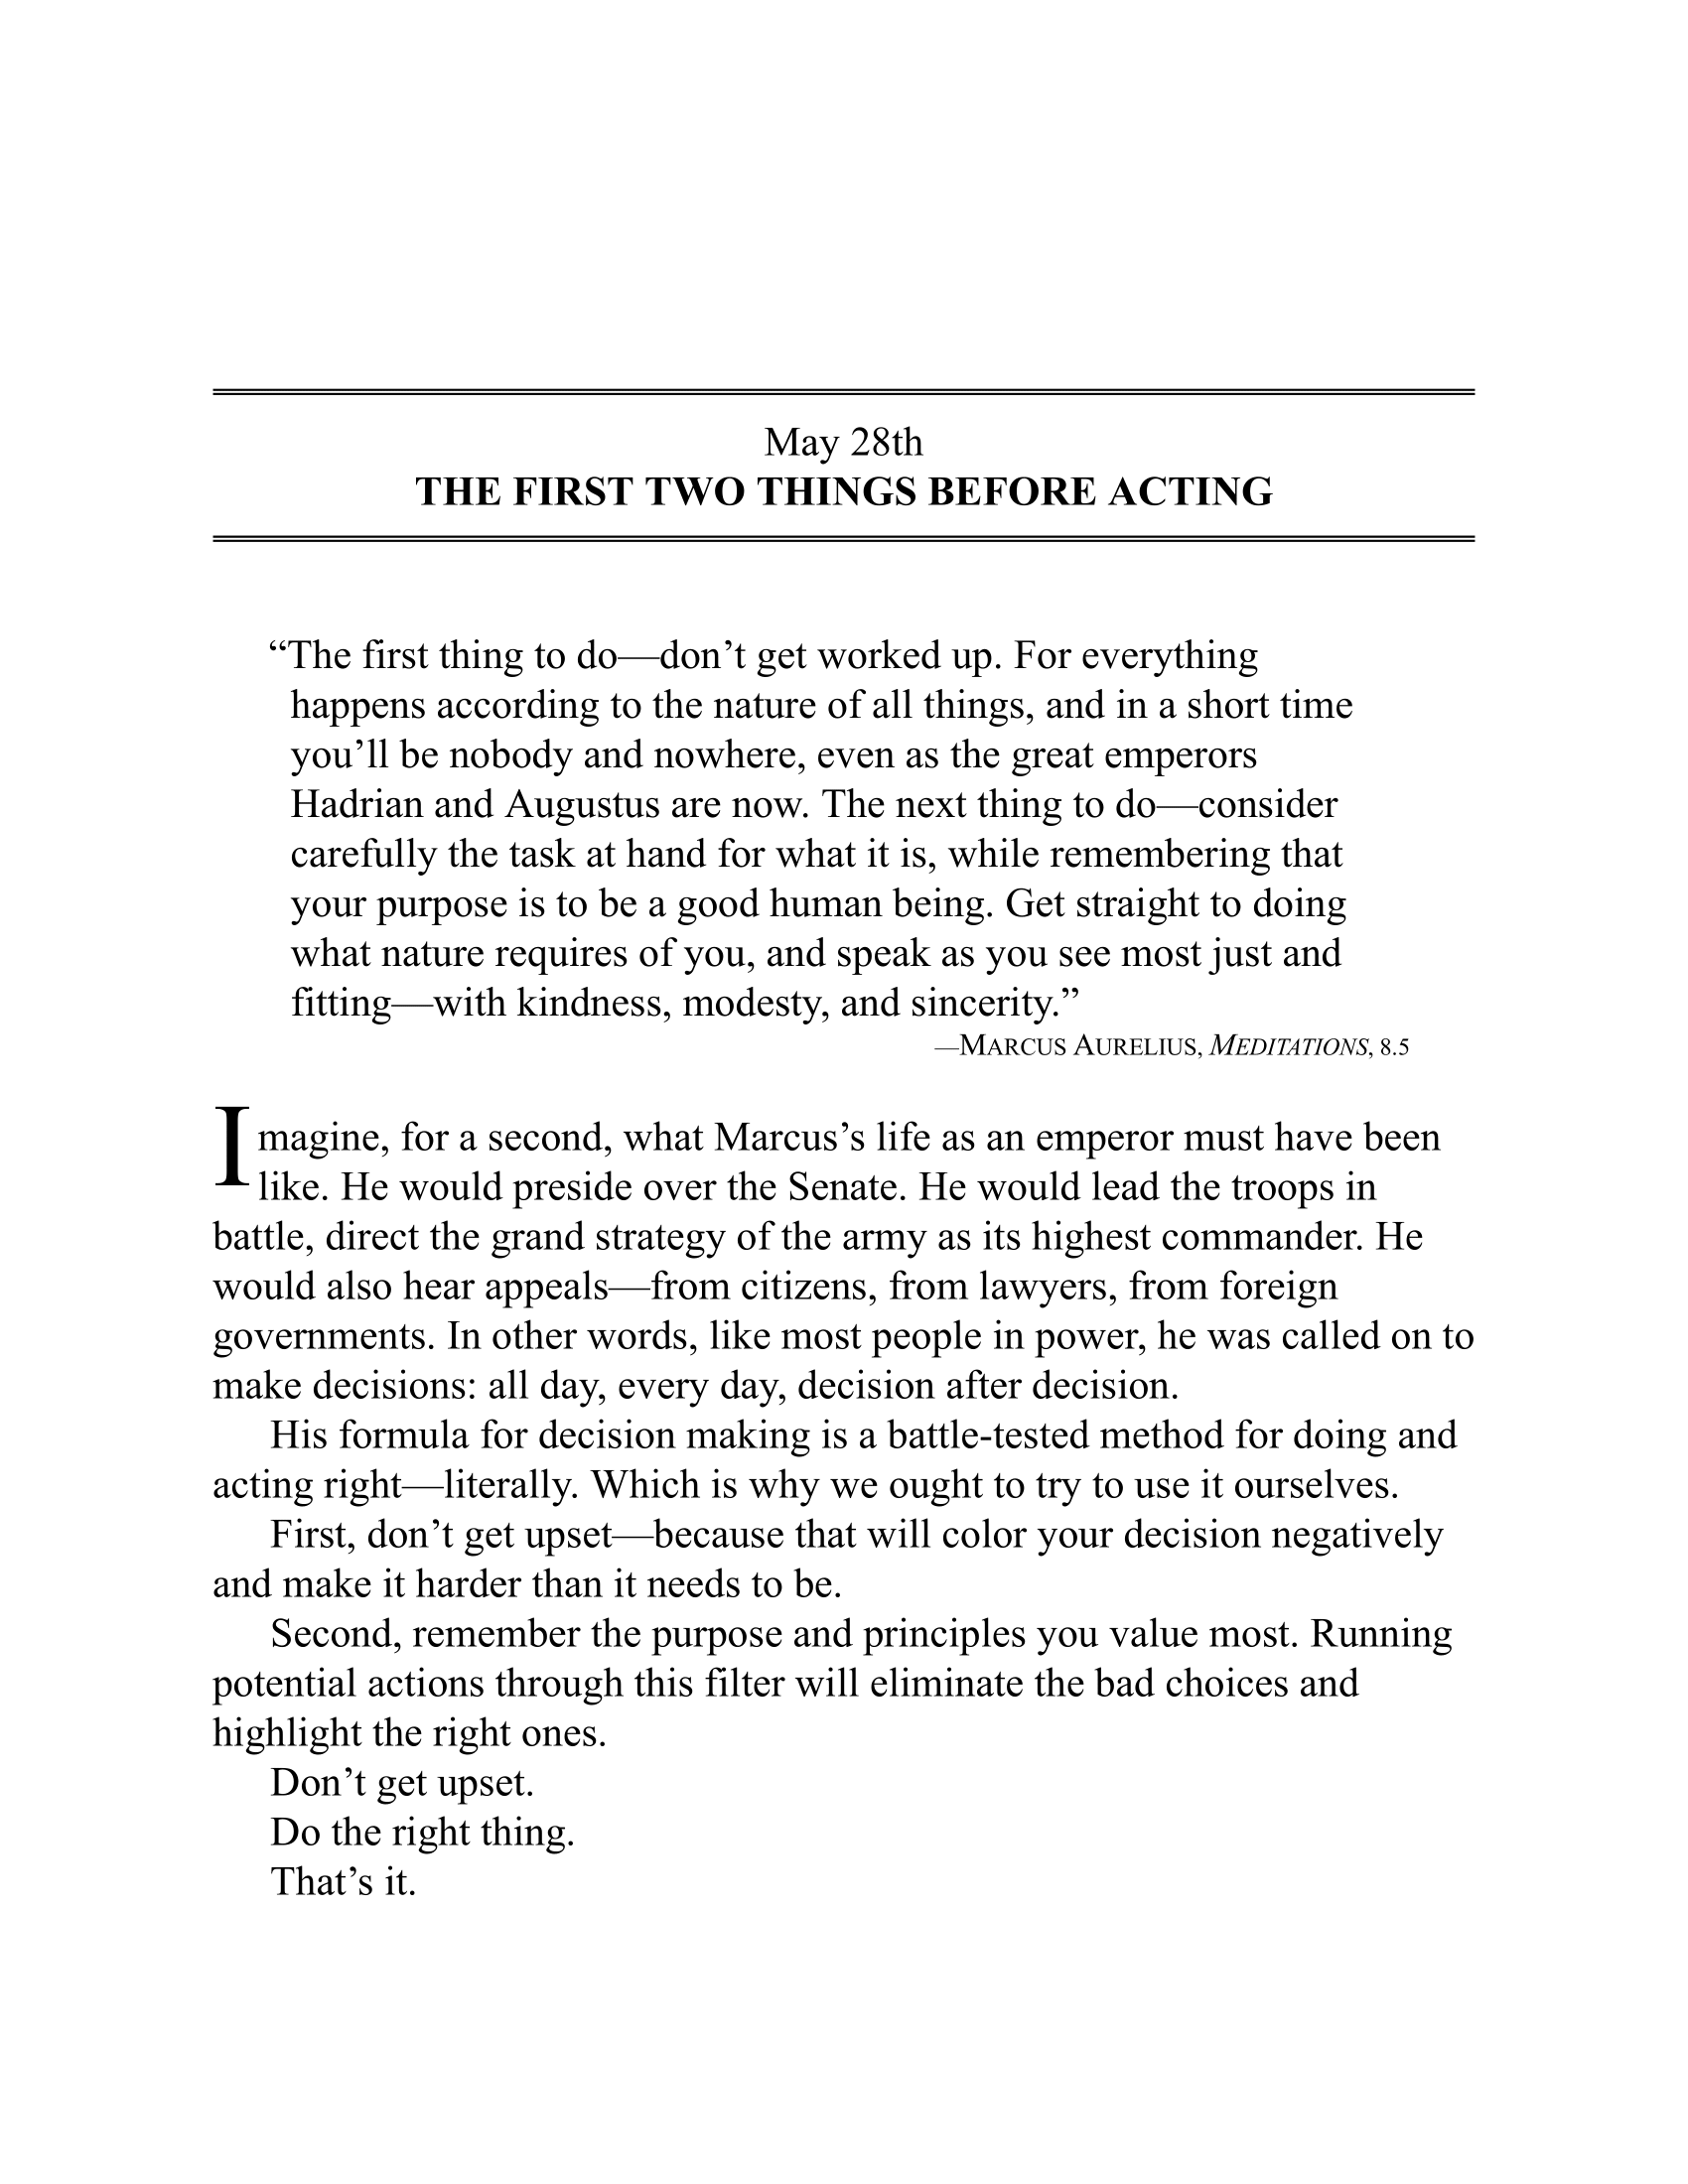 May 28th
THE FIRST TWO THINGS BEFORE ACTING
“The first thing to do—don’t get worked up. For everything
happens according to the nature of all things, and in a short time
you’ll be nobody and nowhere, even as the great emperors
Hadrian and Augustus are now. The next thing to do—consider
carefully the task at hand for what it is, while remembering that
your purpose is to be a good human being. Get straight to doing
what nature requires of you, and speak as you see most just and
fitting—with kindness, modesty, and sincerity.”
—MARCUS AURELIUS, MEDITATIONS, 8.5
Imagine, for a second, what Marcus’s life as an emperor must have been
like. He would preside over the Senate. He would lead the troops in
battle, direct the grand strategy of the army as its highest commander. He
would also hear appeals—from citizens, from lawyers, from foreign
governments. In other words, like most people in power, he was called on to
make decisions: all day, every day, decision after decision.
His formula for decision making is a battle-tested method for doing and
acting right—literally. Which is why we ought to try to use it ourselves.
First, don’t get upset—because that will color your decision negatively
and make it harder than it needs to be.
Second, remember the purpose and principles you value most. Running
potential actions through this filter will eliminate the bad choices and
highlight the right ones.
Don’t get upset.
Do the right thing.
That’s it.